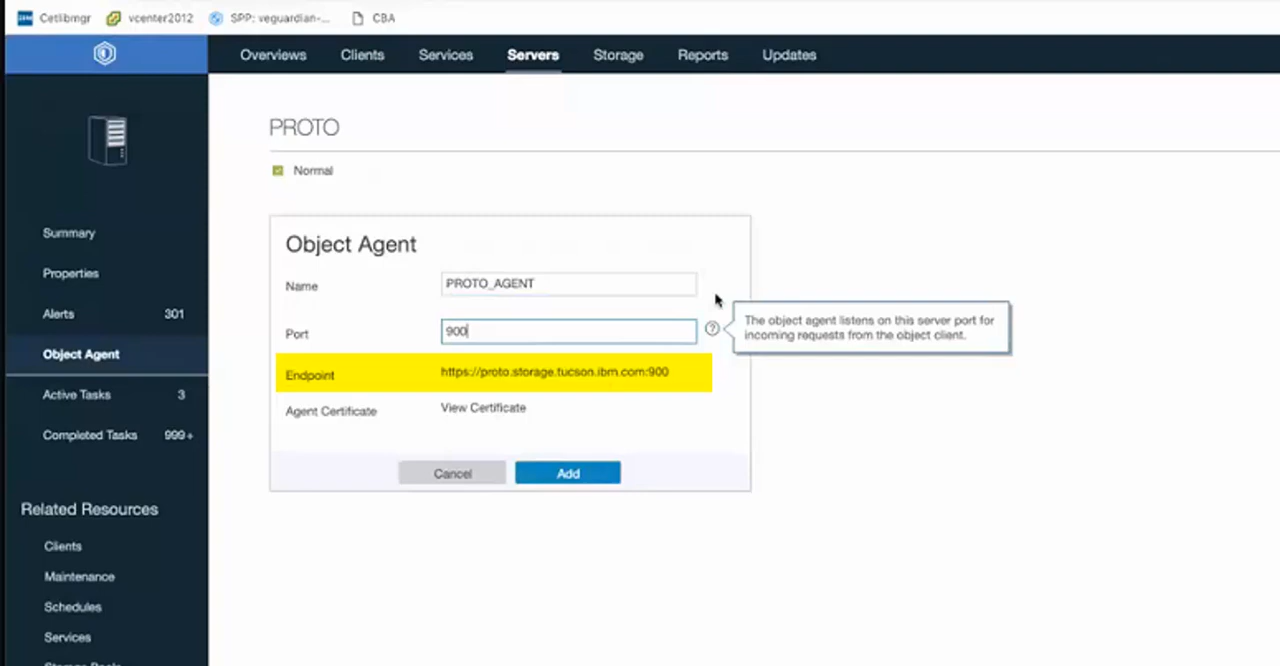 Cetlibmgr vcenter2012 SPP: veguardian-... CBA
Overviews Clients Services Servers Storage Reports Updates
PROTO
Normal
Summary
Properties
Alerts 301
Object Agent
Active Tasks 3
Completed Tasks 999+
Related Resources
Clients
Maintenance
Schedules
Services
Object Agent
Name PROTO_AGENT
Port 900
?
The object agent listens on this server port for
incoming requests from the object client.
Endpoint https://proto.storage.tucson.ibm.com:900
Agent Certificate View Certificate
Cancel Add